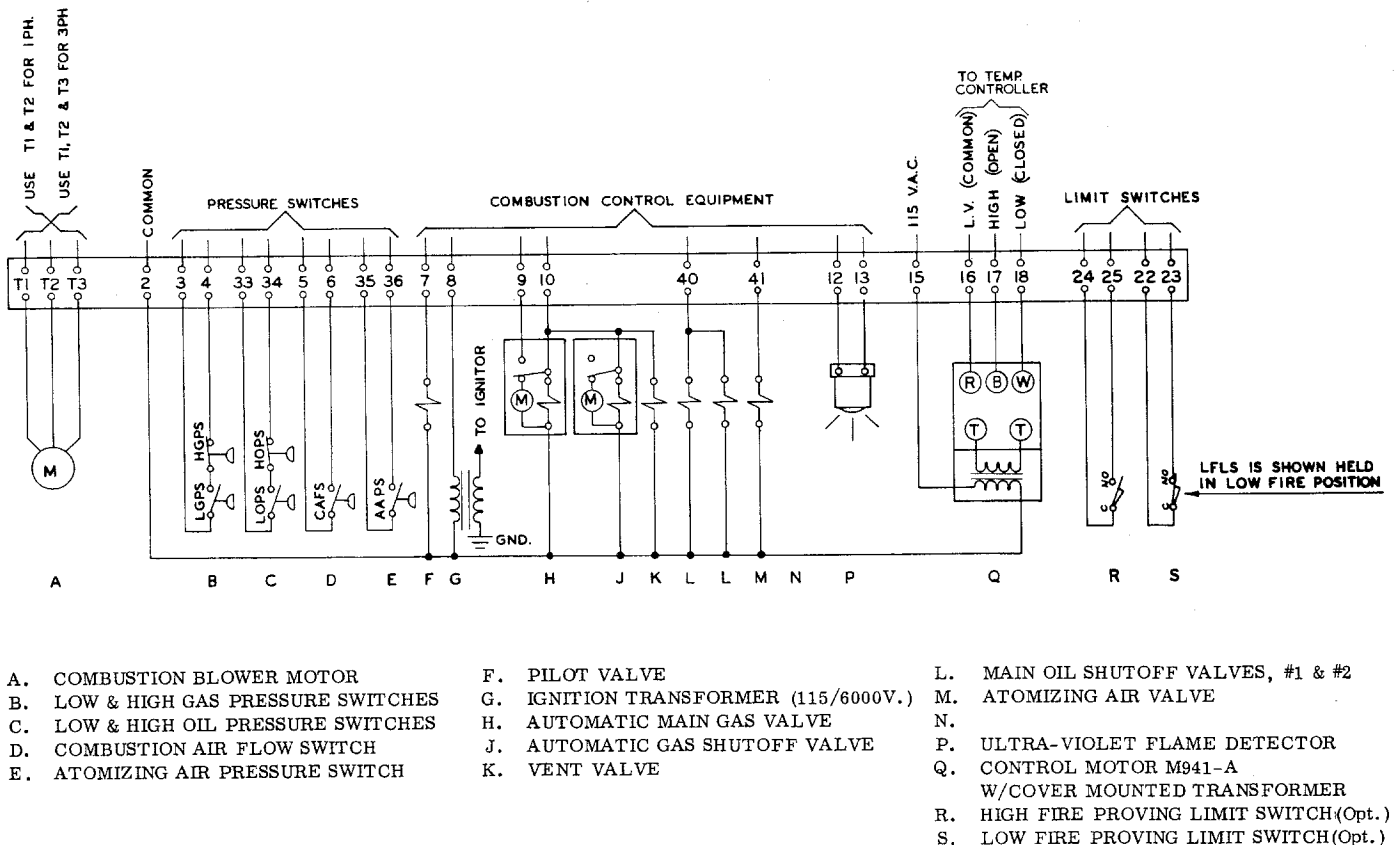 USE T1 & T2 FOR 1PH.
USE T1, T2 & T3 FOR 3PH
COMMON
PRESSURE SWITCHES
COMBUSTION CONTROL EQUIPMENT
115 V.A.C.
TO TEMP.
CONTROLLER
L.V. (COMMON)
HIGH (OPEN)
LOW (CLOSED)
LIMIT SWITCHES
T1 T2 T3 2 3 4 33 34 5 6 35 36 7 8 9 10 40 41 12 13 15 16 17 18 24 25 22 23
TO IGNITOR
M M
R B W
T T
M
HGPS
LGPS
HOPS
LOPS
CAFS
AAPS
GND.
NO
C
NO
C
LFLS IS SHOWN HELD
IN LOW FIRE POSITION
A B C D E F G H J K L L M N P Q R S
A. COMBUSTION BLOWER MOTOR
B. LOW & HIGH GAS PRESSURE SWITCHES
C. LOW & HIGH OIL PRESSURE SWITCHES
D. COMBUSTION AIR FLOW SWITCH
E. ATOMIZING AIR PRESSURE SWITCH
F. PILOT VALVE
G. IGNITION TRANSFORMER (115/6000V.)
H. AUTOMATIC MAIN GAS VALVE
J. AUTOMATIC GAS SHUTOFF VALVE
K. VENT VALVE
L. MAIN OIL SHUTOFF VALVES, #1 & #2
M. ATOMIZING AIR VALVE
N.
P. ULTRA-VIOLET FLAME DETECTOR
Q. CONTROL MOTOR M941-A
W/COVER MOUNTED TRANSFORMER
R. HIGH FIRE PROVING LIMIT SWITCH (Opt.)
S. LOW FIRE PROVING LIMIT SWITCH (Opt.)